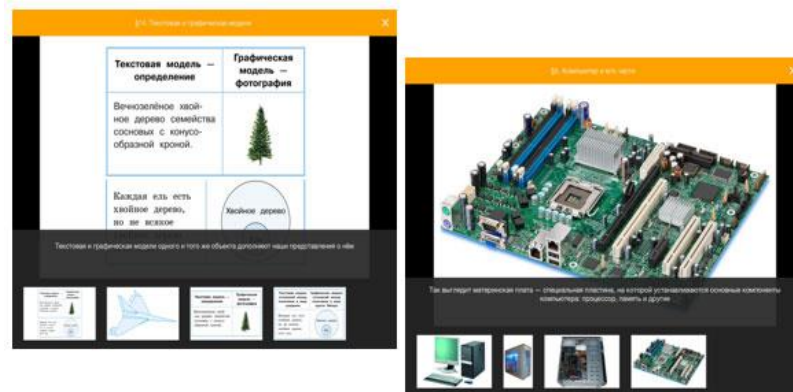 §14. Текстовая и графическая модели
X
Текстовая модель —
определение
Графическая
модель —
фотография
Вечнозелёное хвой-
ное дерево семейства
сосновых с конусо-
образной кроной.
Каждая ель есть
хвойное дерево,
но не всякое
Хвойное дерево
Текстовая и графическая модели одного и того же объекта дополняют наши представления о нём
Компьютер и его части
Так выглядит материнская плата — специальная пластина, на которой устанавливаются основные компоненты
компьютера: процессор, память и другие